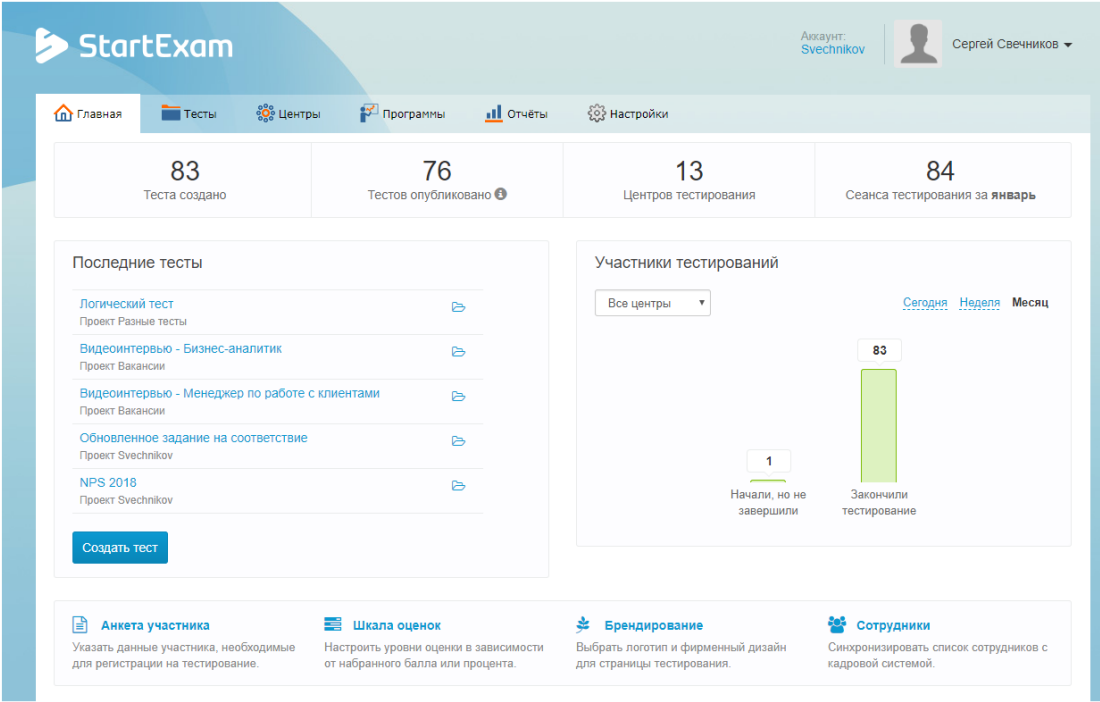 StartExam
Аккаунт:
Svechnikov
Сергей Свечников
Главная
Тесты
Центры
Программы
Отчёты
Настройки
83
Теста создано
76
Тестов опубликовано
13
Центров тестирования
84
Сеанса тестирования за январь
Последние тесты
Логический тест
Проект Разные тесты
Видеоинтервью - Бизнес-аналитик
Проект Вакансии
Видеоинтервью - Менеджер по работе с клиентами
Проект Вакансии
Обновленное задание на соответствие
Проект Svechnikov
NPS 2018
Проект Svechnikov
Создать тест
Участники тестирований
Все центры
Сегодня
Неделя
Месяц
83
1
Начали, но не
завершили
Закончили
тестирование
Анкета участника
Указать данные участника, необходимые
для регистрации на тестирование.
Шкала оценок
Настроить уровни оценки в зависимости
от набранного балла или процента.
Брендирование
Выбрать логотип и фирменный дизайн
для страницы тестирования.
Сотрудники
Синхронизировать список сотрудников с
кадровой системой.